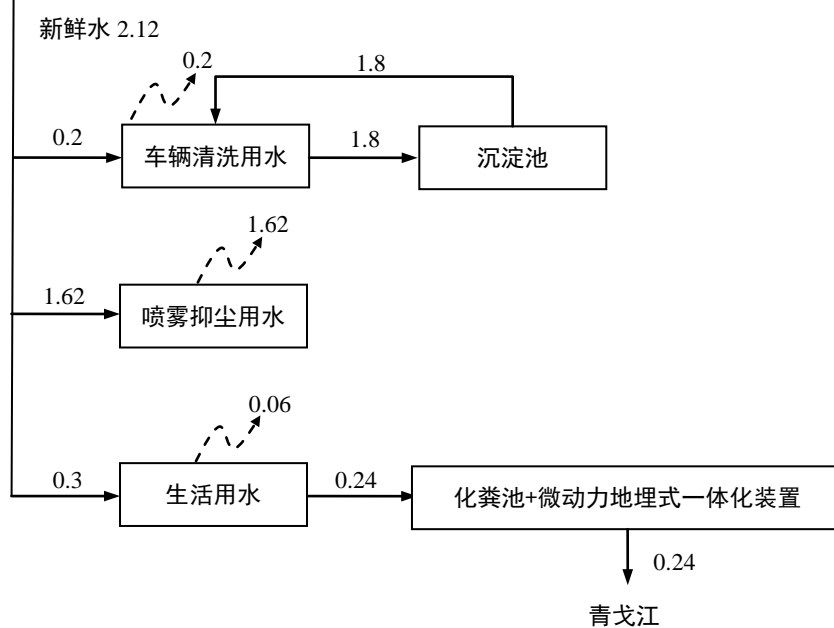 新鲜水 2.12
0.2
1.8
0.2
车辆清洗用水
1.8
沉淀池
1.62
1.62
喷雾抑尘用水
0.06
0.3
生活用水
0.24
化粪池+微动力地埋式一体化装置
0.24
青戈江